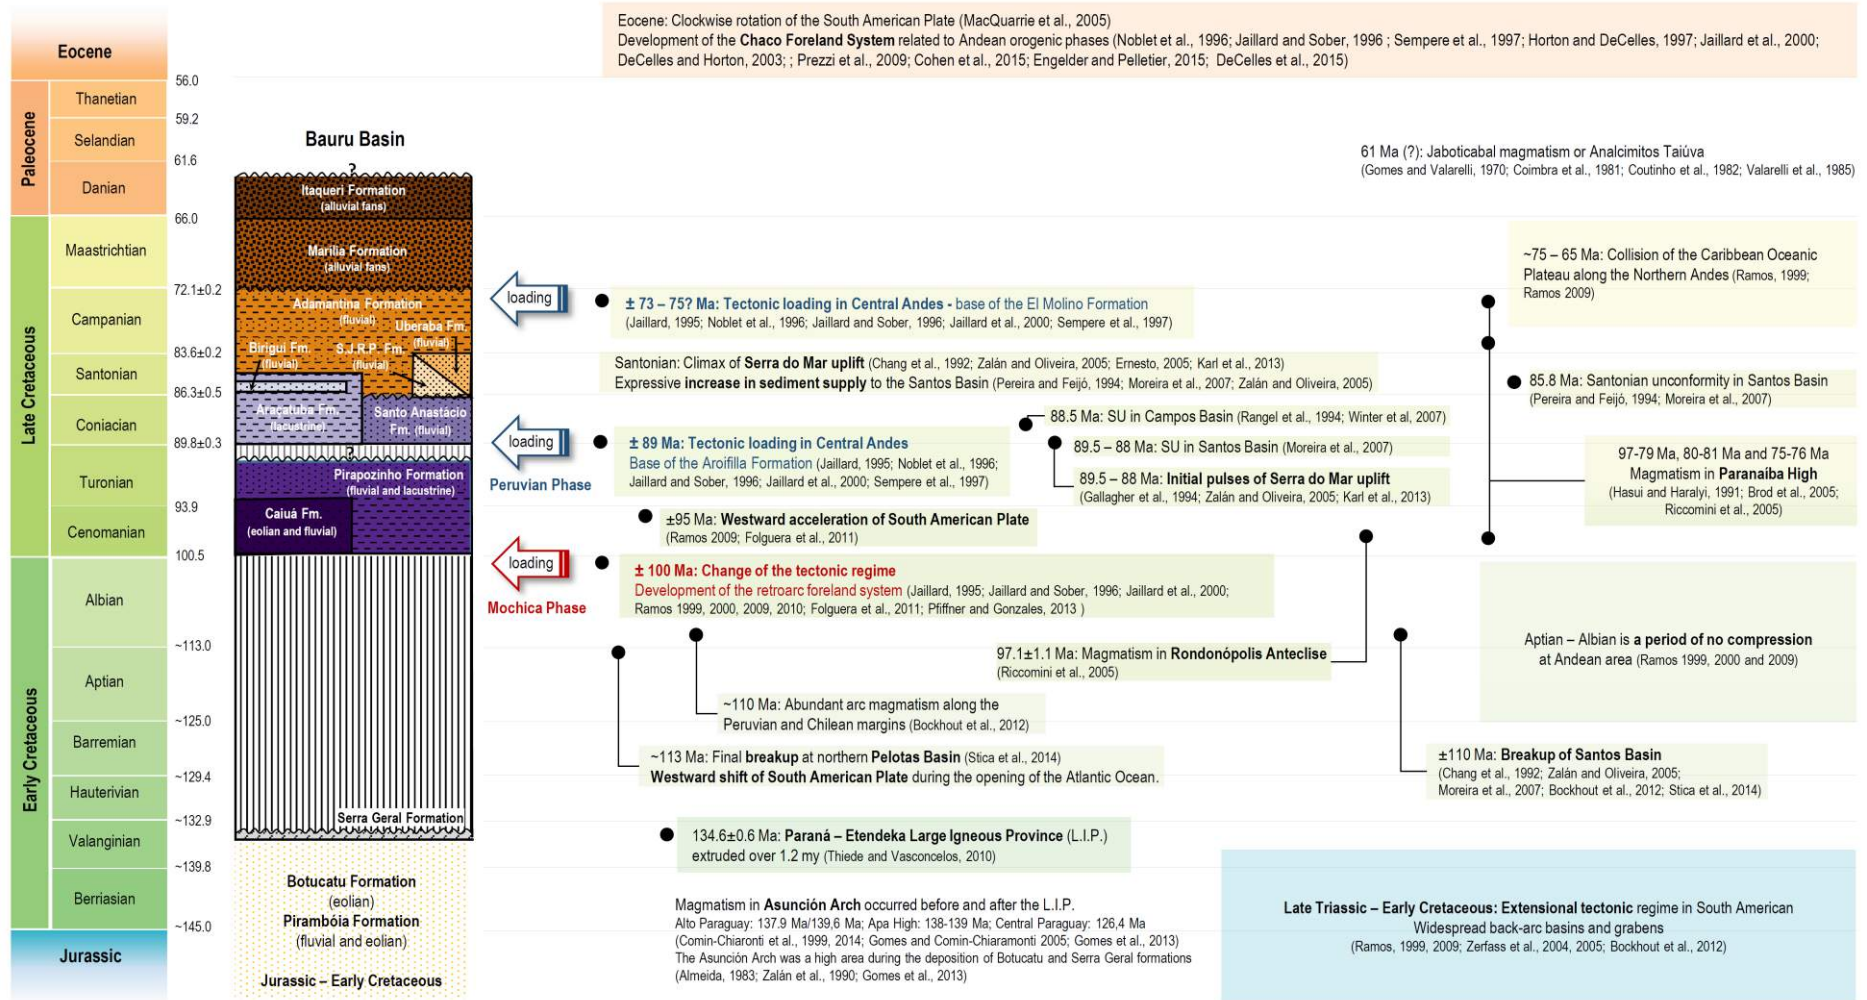 Eocene: Clockwise rotation of the South American Plate (MacQuarrie et al., 2005)
Development of the Chaco Foreland System related to Andean orogenic phases (Noblet et al., 1996; Jaillard and Sober, 1996 ; Sempere et al., 1997; Horton and DeCelles, 1997; Jaillard et al., 2000;
DeCelles and Horton, 2003; ; Prezzi et al., 2009; Cohen et al., 2015; Engelder and Pelletier, 2015; DeCelles et al., 2015)
Eocene
56.0
Paleocene
Thanetian
59.2
Selandian
61.6
Danian
66.0
Late Cretaceous
Maastrichtian
72.1±0.2
Campanian
83.6±0.2
Santonian
86.3±0.5
Coniacian
89.8±0.3
Turonian
93.9
Cenomanian
100.5
Early Cretaceous
Albian
~113.0
Aptian
~125.0
Barremian
~129.4
Hauterivian
~132.9
Valanginian
~139.8
Berriasian
~145.0
Jurassic
Bauru Basin
?
Itaqueri Formation
(alluvial fans)
Marília Formation
(alluvial fans)
Adamantina Formation
(fluvial)
Uberaba Fm.
(fluvial)
Birigui Fm.
(fluvial)
S.J.R.P. Fm.
(fluvial)
Araçatuba Fm.
(lacustrine)
Santo Anastácio
Fm. (fluvial)
?
Pirapozinho Formation
(fluvial and lacustrine)
Caiuá Fm.
(eolian and fluvial)
Serra Geral Formation
Botucatu Formation
(eolian)
Pirambóia Formation
(fluvial and eolian)
Jurassic – Early Cretaceous
loading
loading
Peruvian Phase
loading
Mochica Phase
61 Ma (?): Jaboticabal magmatism or Analcimitos Taiúva
(Gomes and Valarelli, 1970; Coimbra et al., 1981; Coutinho et al., 1982; Valarelli et al., 1985)
~75 – 65 Ma: Collision of the Caribbean Oceanic
Plateau along the Northern Andes (Ramos, 1999;
Ramos 2009)
± 73 – 75? Ma: Tectonic loading in Central Andes - base of the El Molino Formation
(Jaillard, 1995; Noblet et al., 1996; Jaillard and Sober, 1996; Jaillard et al., 2000; Sempere et al., 1997)
Santonian: Climax of Serra do Mar uplift (Chang et al., 1992; Zalán and Oliveira, 2005; Ernesto, 2005; Karl et al., 2013)
Expressive increase in sediment supply to the Santos Basin (Pereira and Feijó, 1994; Moreira et al., 2007; Zalán and Oliveira, 2005)
85.8 Ma: Santonian unconformity in Santos Basin
(Pereira and Feijó, 1994; Moreira et al., 2007)
88.5 Ma: SU in Campos Basin (Rangel et al., 1994; Winter et al, 2007)
± 89 Ma: Tectonic loading in Central Andes
Base of the Aroifilla Formation (Jaillard, 1995; Noblet et al., 1996;
Jaillard and Sober, 1996; Jaillard et al., 2000; Sempere et al., 1997)
89.5 – 88 Ma: SU in Santos Basin (Moreira et al., 2007)
89.5 – 88 Ma: Initial pulses of Serra do Mar uplift
(Gallagher et al., 1994; Zalán and Oliveira, 2005; Karl et al., 2013)
97-79 Ma, 80-81 Ma and 75-76 Ma
Magmatism in Paranaíba High
(Hasui and Haralyi, 1991; Brod et al., 2005;
Riccomini et al., 2005)
±95 Ma: Westward acceleration of South American Plate
(Ramos 2009; Folguera et al., 2011)
± 100 Ma: Change of the tectonic regime
Development of the retroarc foreland system (Jaillard, 1995; Jaillard and Sober, 1996; Jaillard et al., 2000;
Ramos 1999, 2000, 2009, 2010; Folguera et al., 2011; Pfiffner and Gonzales, 2013 )
Aptian – Albian is a period of no compression
at Andean area (Ramos 1999, 2000 and 2009)
97.1±1.1 Ma: Magmatism in Rondonópolis Anteclise
(Riccomini et al., 2005)
~110 Ma: Abundant arc magmatism along the
Peruvian and Chilean margins (Bockhout et al., 2012)
~113 Ma: Final breakup at northern Pelotas Basin (Stica et al., 2014)
Westward shift of South American Plate during the opening of the Atlantic Ocean.
±110 Ma: Breakup of Santos Basin
(Chang et al., 1992; Zalán and Oliveira, 2005;
Moreira et al., 2007; Bockhout et al., 2012; Stica et al., 2014)
134.6±0.6 Ma: Paraná – Etendeka Large Igneous Province (L.I.P.)
extruded over 1.2 my (Thiede and Vasconcelos, 2010)
Magmatism in Asunción Arch occurred before and after the L.I.P.
Alto Paraguay: 137.9 Ma/139,6 Ma; Apa High: 138-139 Ma; Central Paraguay: 126,4 Ma
(Comin-Chiaronti et al., 1999, 2014; Gomes and Comin-Chiaramonti 2005; Gomes et al., 2013)
The Asunción Arch was a high area during the deposition of Botucatu and Serra Geral formations
(Almeida, 1983; Zalán et al., 1990; Gomes et al., 2013)
Late Triassic – Early Cretaceous: Extensional tectonic regime in South American
Widespread back-arc basins and grabens
(Ramos, 1999, 2009; Zerfass et al., 2004, 2005; Bockhout et al., 2012)